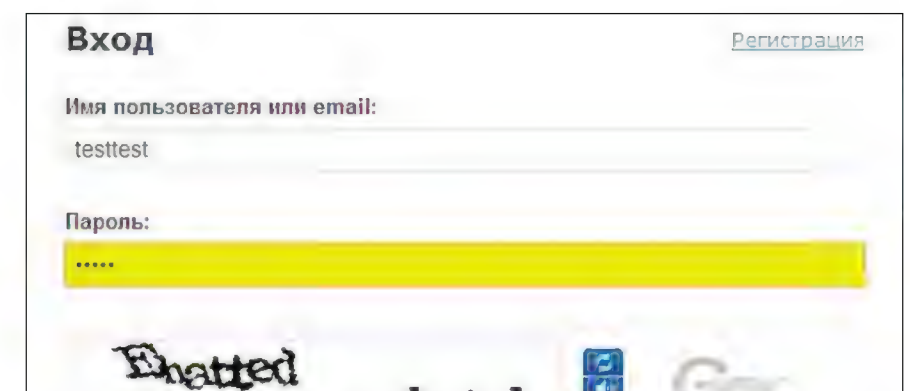 Вход
Регистрация
Имя пользователя или email:
testtest
Пароль:
•••••